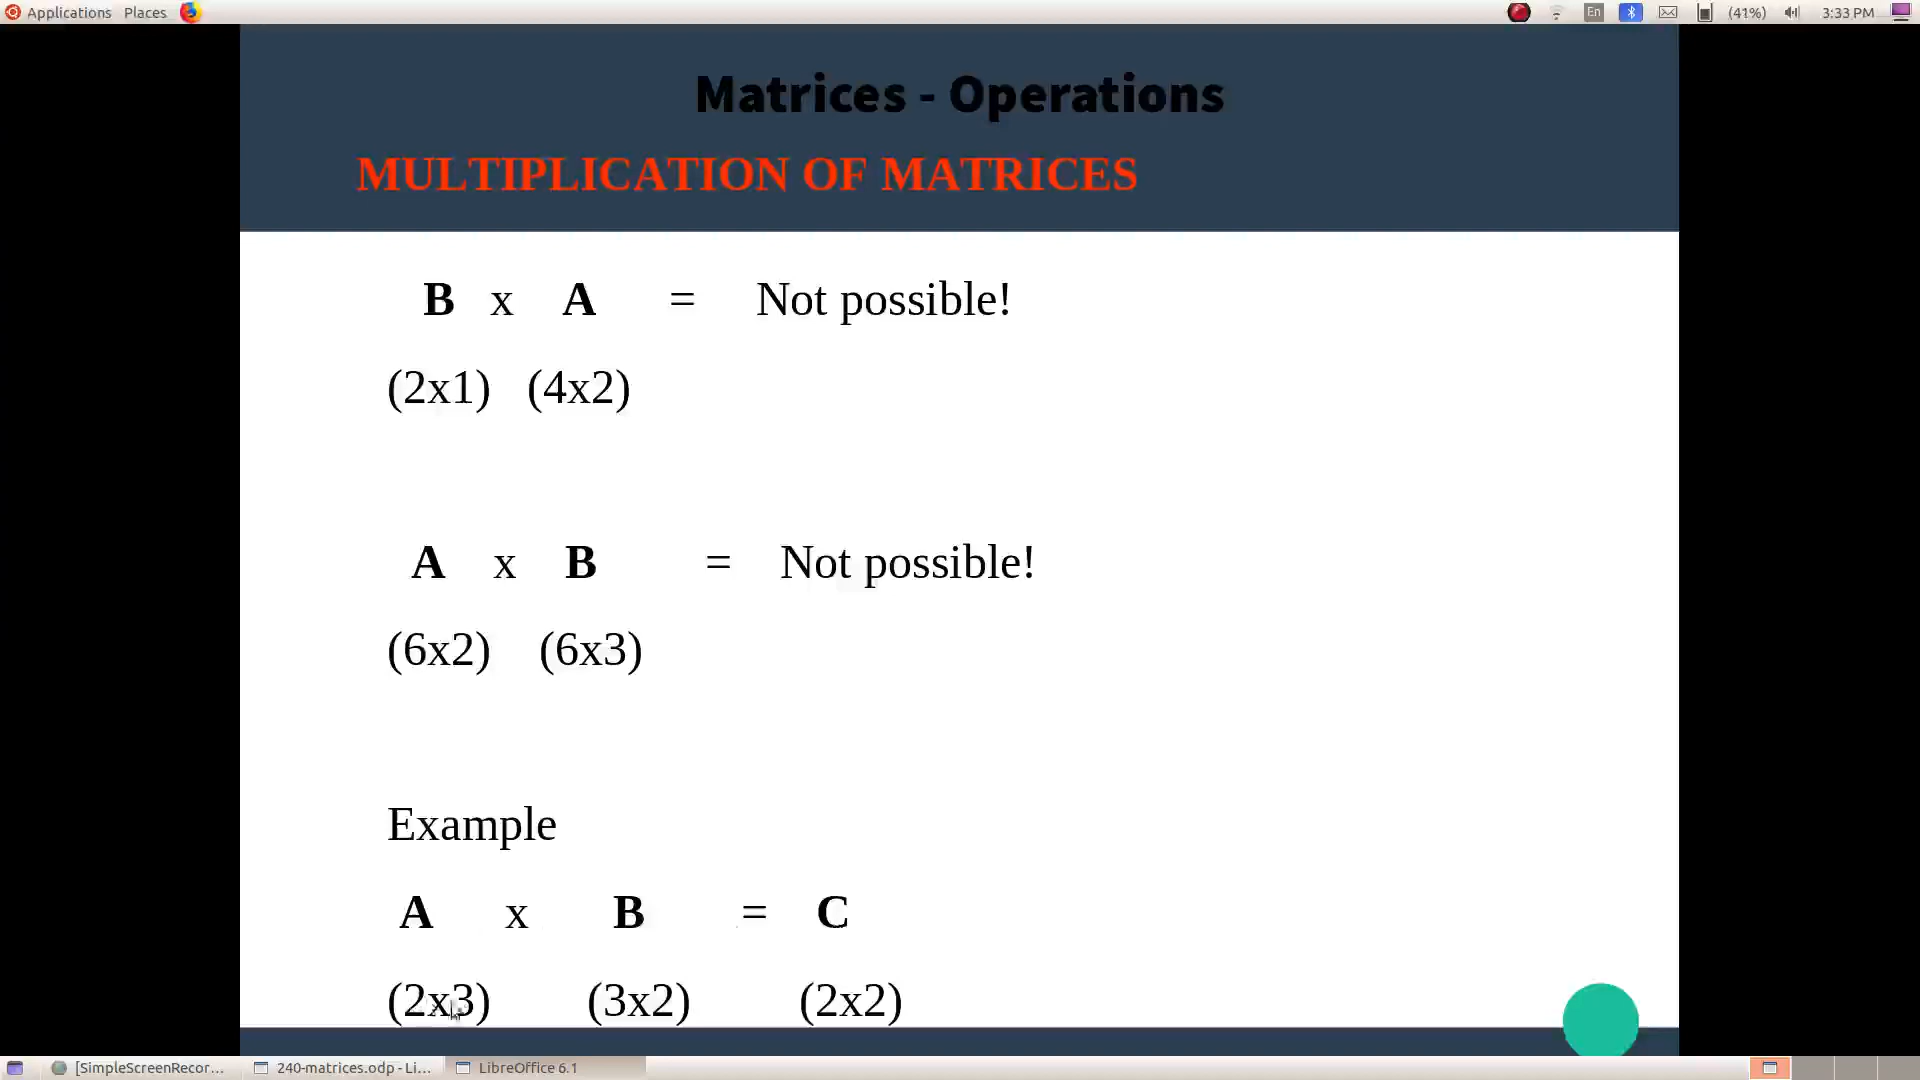 Applications Places En (41%) 3:33 PM
Matrices - Operations
MULTIPLICATION OF MATRICES
B x A = Not possible!
(2x1) (4x2)
A x B = Not possible!
(6x2) (6x3)
Example
A x B = C
(2x3) (3x2) (2x2)
[SimpleScreenRecor... 240-matrices.odp - Li... LibreOffice 6.1